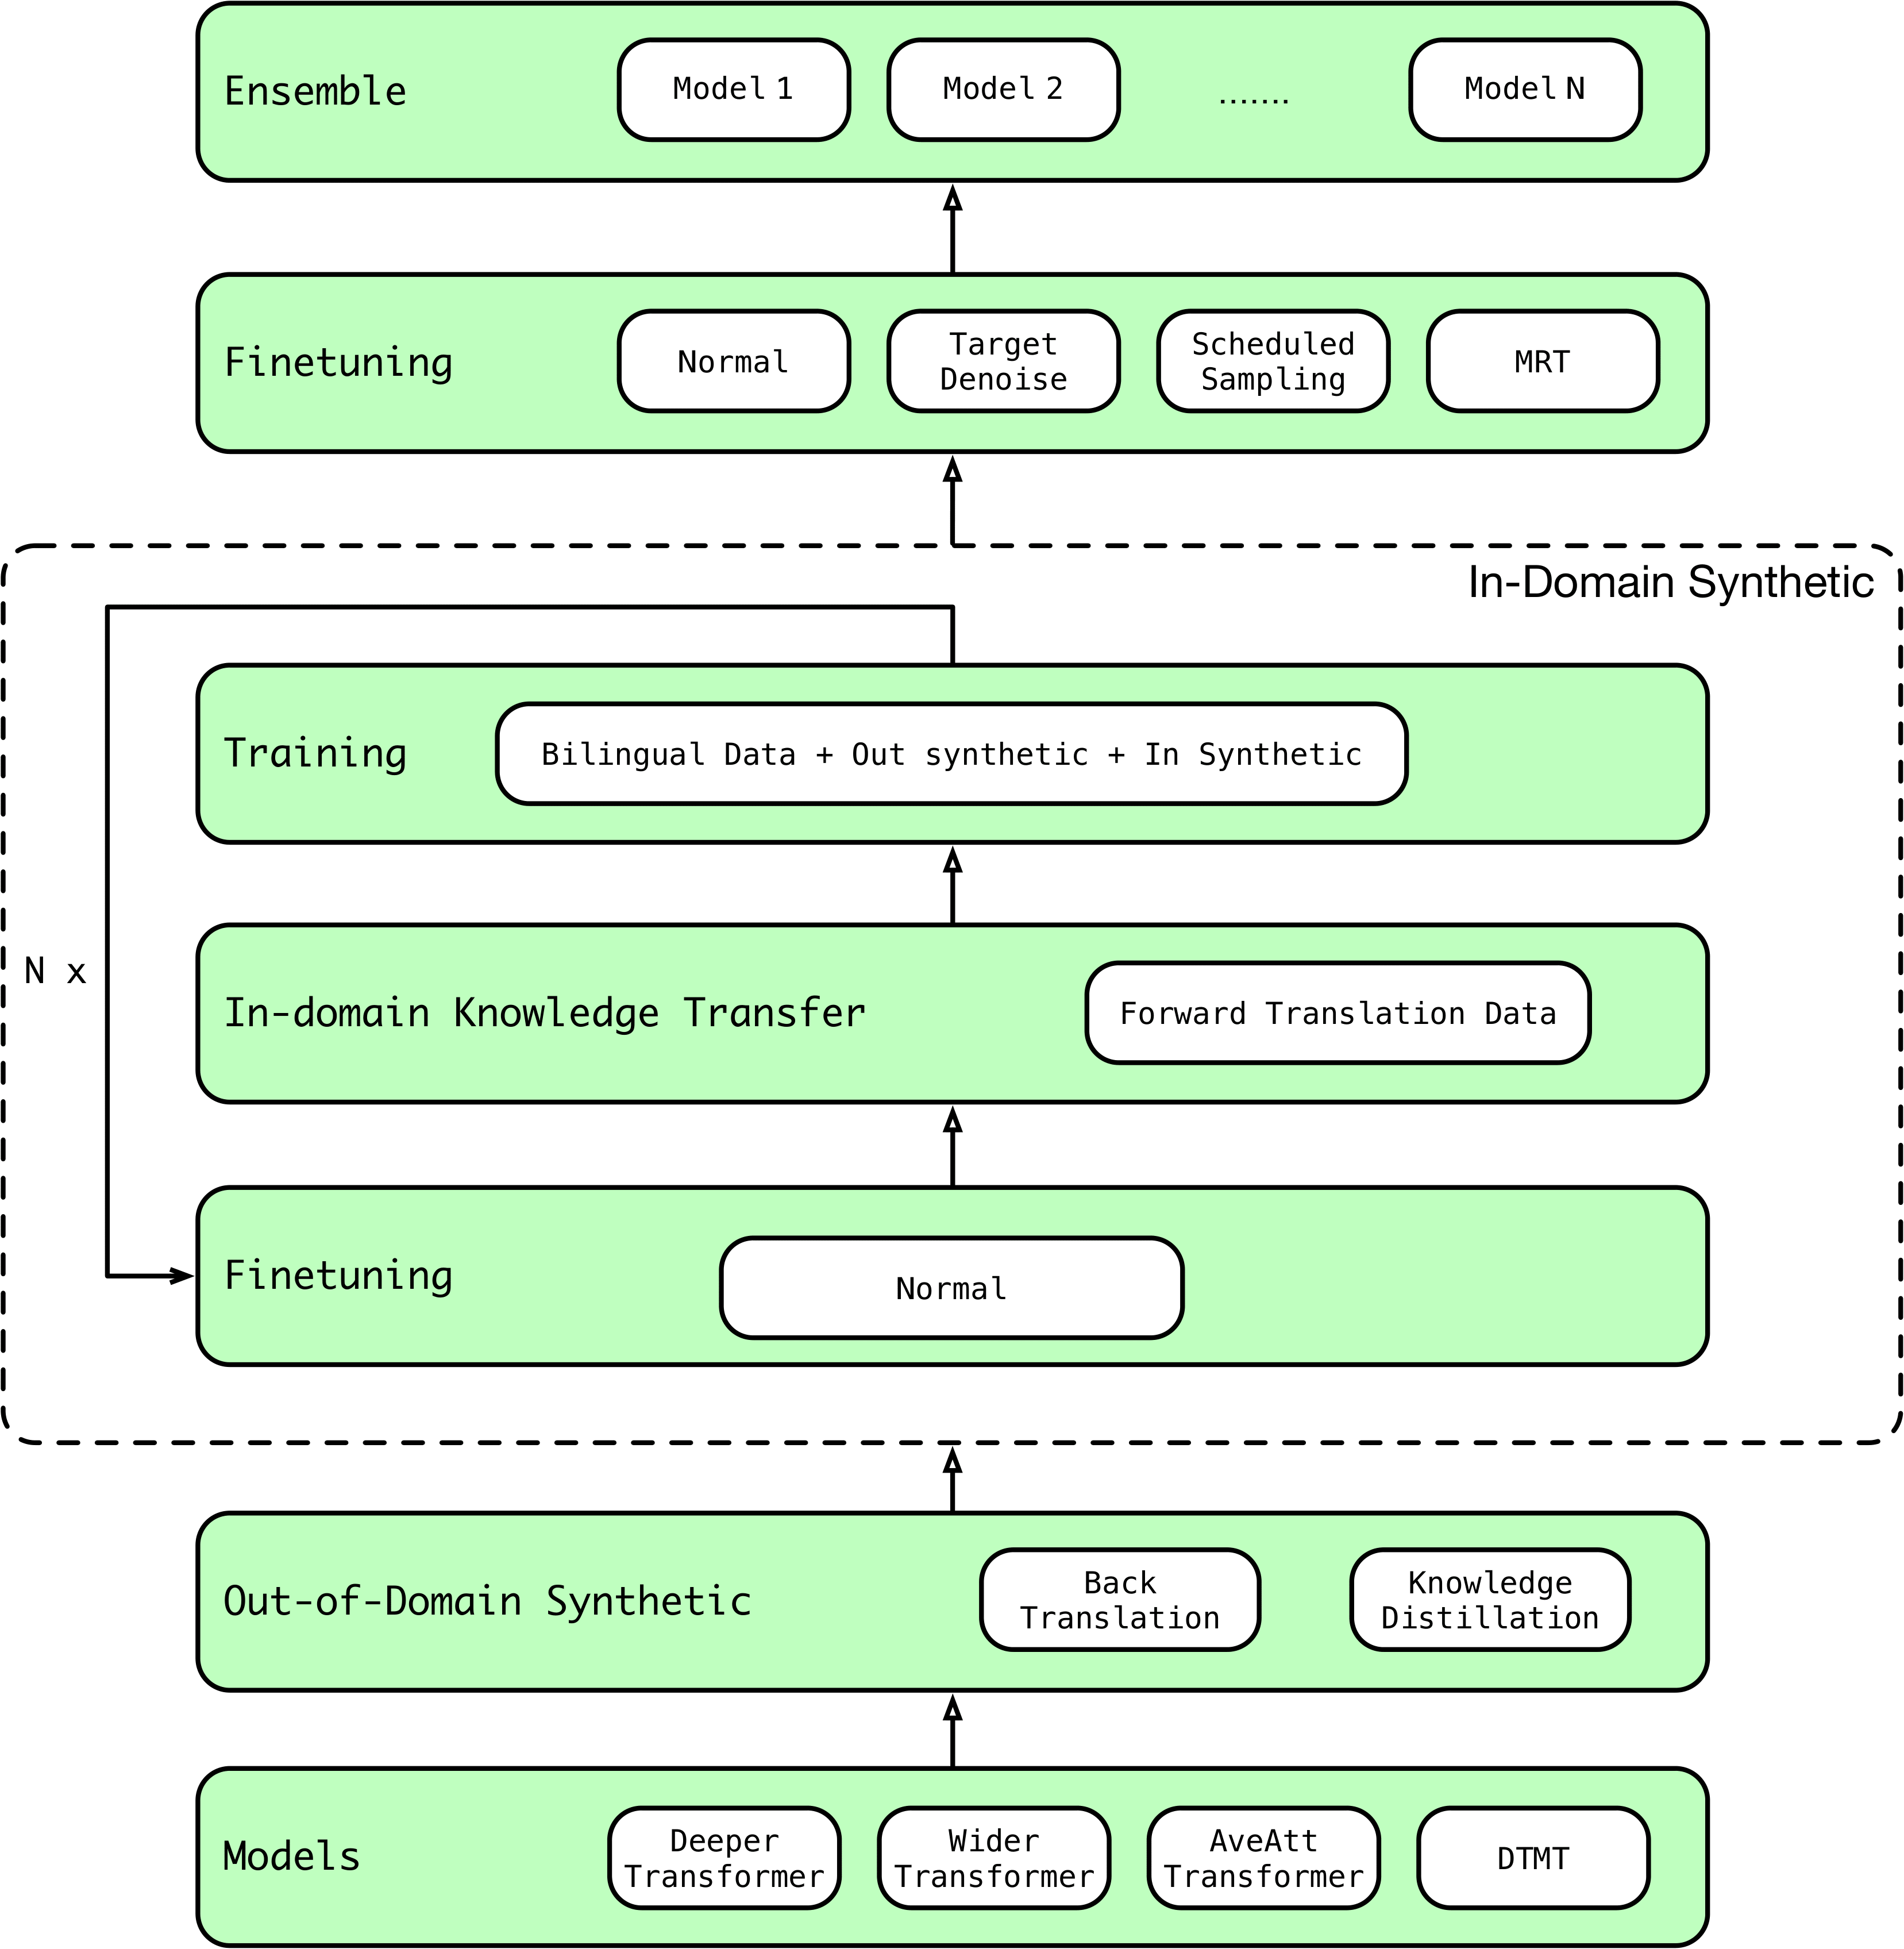 Ensemble
Model 1
Model 2
.......
Model N
Finetuning
Normal
Target
Denoise
Scheduled
Sampling
MRT
In-Domain Synthetic
Training
Bilingual Data + Out synthetic + In Synthetic
N x
In-domain Knowledge Transfer
Forward Translation Data
Finetuning
Normal
Out-of-Domain Synthetic
Back
Translation
Knowledge
Distillation
Models
Deeper
Transformer
Wider
Transformer
AveAtt
Transformer
DTMT